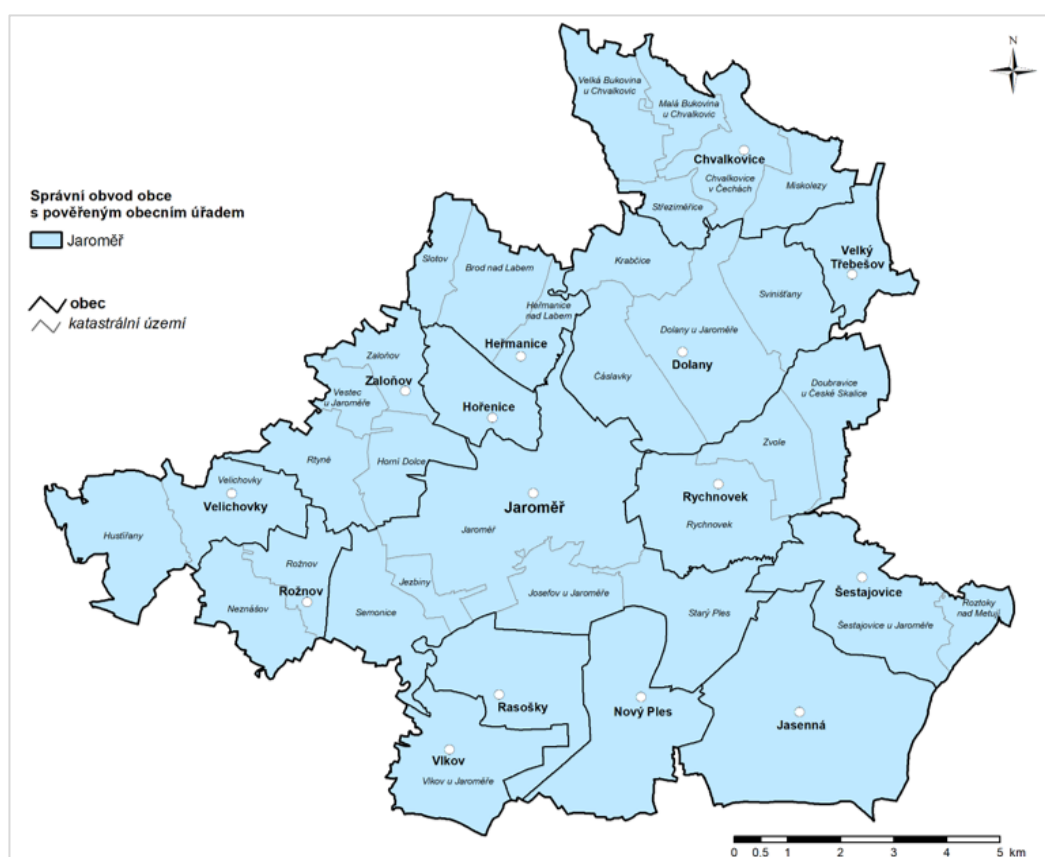 N
Velká Bukovina
u Chvalkovic
Malá Bukovina
u Chvalkovic
Chvalkovice
Chvalkovice
v Čechách
Miskolezy
Střeziměřice
Správní obvod obce
s pověřeným obecním úřadem
Jaroměř
obec
katastrální území
Slotov
Brod nad Labem
Heřmanice
nad Labem
Heřmanice
Krabčice
Svinišťany
Velký
Třebešov
Dolany u Jaroměře
Dolany
Čáslavky
Zaloňov
Zaloňov
Vestec
u Jaroměře
Hořenice
Doubravice
u České Skalice
Zvole
Rtyně
Horní Dolce
Velichovky
Velichovky
Hustířany
Jaroměř
Jaroměř
Rychnovek
Rychnovek
Rožnov
Rožnov
Neznášov
Jezbiny
Semonice
Josefov u Jaroměře
Starý Ples
Šestajovice
Šestajovice u Jaroměře
Roztoky
nad Metují
Rasošky
Nový Ples
Jasenná
Vlkov
Vlkov u Jaroměře
0 0.5 1 2 3 4 5 km